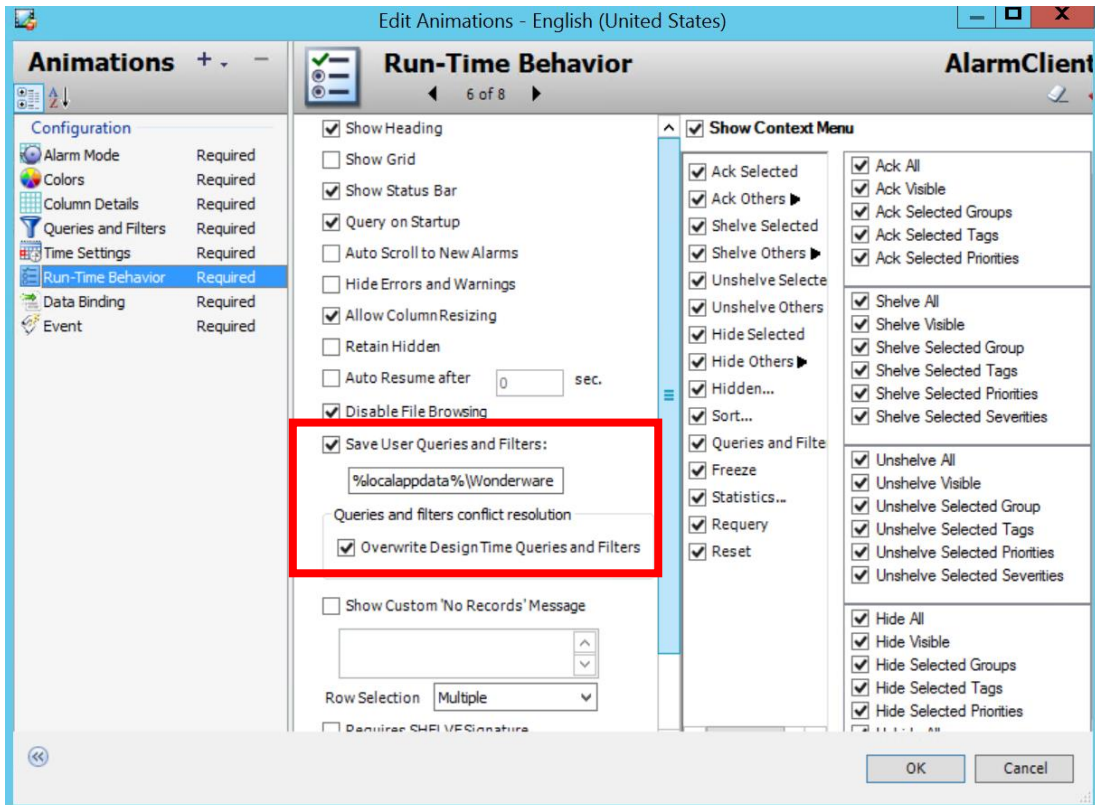 Edit Animations - English (United States)
Animations
Configuration
Alarm Mode Required
Colors Required
Column Details Required
Queries and Filters Required
Time Settings Required
Run-Time Behavior Required
Data Binding Required
Event Required
Run-Time Behavior
6 of 8
AlarmClient
Show Heading
Show Grid
Show Status Bar
Query on Startup
Auto Scroll to New Alarms
Hide Errors and Warnings
Allow Column Resizing
Retain Hidden
Auto Resume after 0 sec.
Disable File Browsing
Save User Queries and Filters:
%localappdata%\Wonderware
Queries and filters conflict resolution
Overwrite Design Time Queries and Filters
Show Custom 'No Records' Message
Row Selection Multiple
Requires SHELVE Signature
Show Context Menu
Ack Selected
Ack Others
Shelve Selected
Shelve Others
Unshelve Selecte
Unshelve Others
Hide Selected
Hide Others
Hidden...
Sort...
Queries and Filte
Freeze
Statistics...
Requery
Reset
Ack All
Ack Visible
Ack Selected Groups
Ack Selected Tags
Ack Selected Priorities
Shelve All
Shelve Visible
Shelve Selected Group
Shelve Selected Tags
Shelve Selected Priorities
Shelve Selected Severities
Unshelve All
Unshelve Visible
Unshelve Selected Group
Unshelve Selected Tags
Unshelve Selected Priorities
Unshelve Selected Severities
Hide All
Hide Visible
Hide Selected Groups
Hide Selected Tags
Hide Selected Priorities
OK Cancel